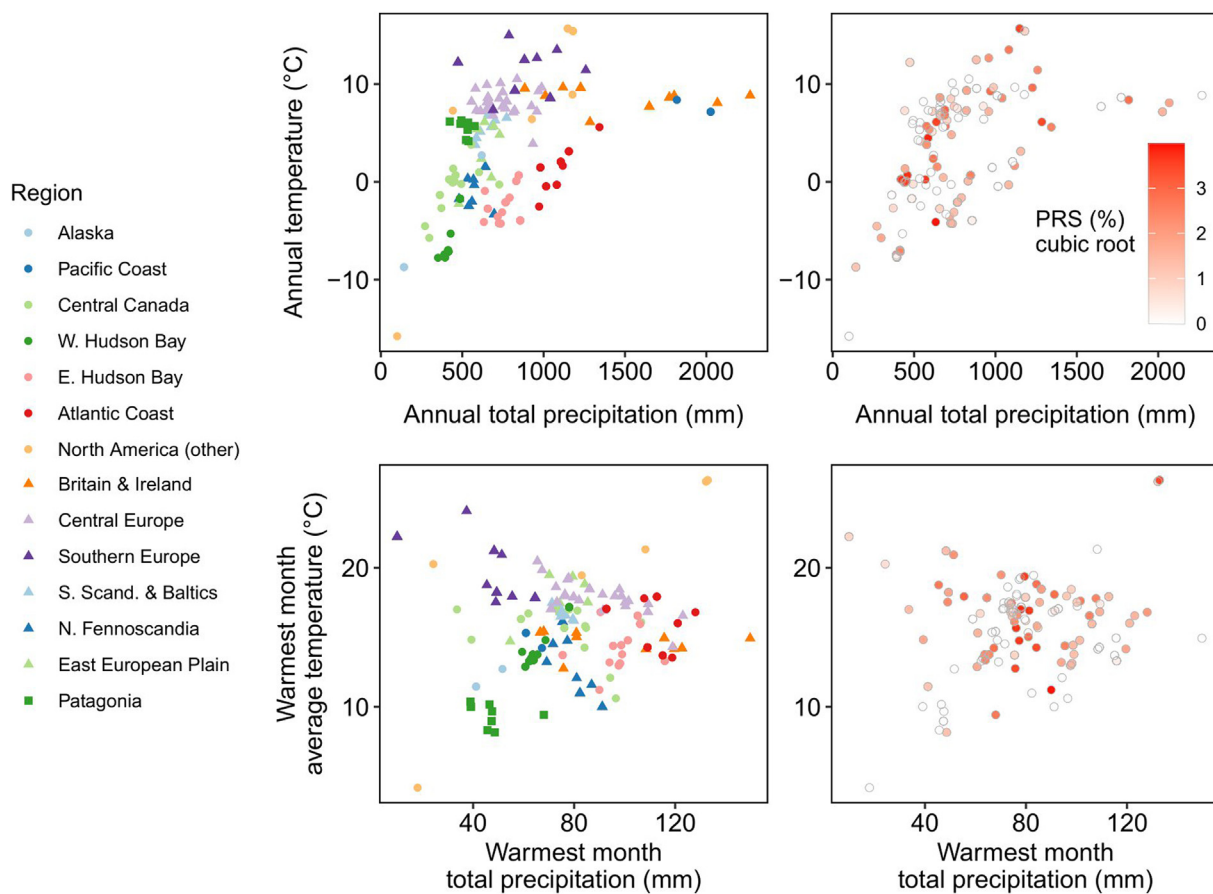 Region
Alaska
Pacific Coast
Central Canada
W. Hudson Bay
E. Hudson Bay
Atlantic Coast
North America (other)
Britain & Ireland
Central Europe
Southern Europe
S. Scand. & Baltics
N. Fennoscandia
East European Plain
Patagonia
Annual temperature (°C)
10
0
−10
0
500
1000
1500
2000
Annual total precipitation (mm)
10
0
−10
0
500
1000
1500
2000
Annual total precipitation (mm)
PRS (%)
cubic root
3
2
1
0
Warmest month
average temperature (°C)
20
10
40
80
120
Warmest month
total precipitation (mm)
20
10
40
80
120
Warmest month
total precipitation (mm)